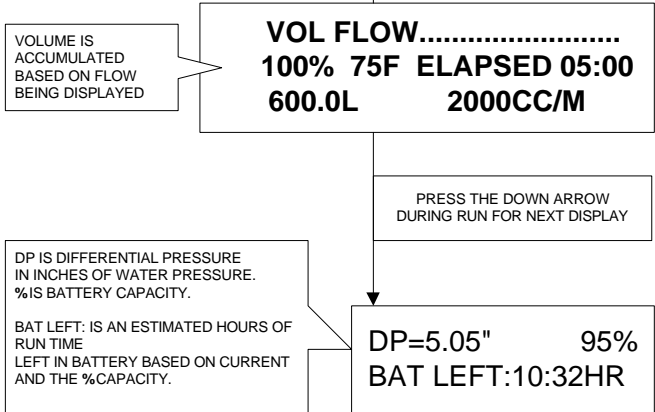 VOLUME IS
ACCUMULATED
BASED ON FLOW
BEING DISPLAYED
VOL FLOW.........................
100% 75F ELAPSED 05:00
600.0L 2000CC/M
PRESS THE DOWN ARROW
DURING RUN FOR NEXT DISPLAY
DP IS DIFFERENTIAL PRESSURE
IN INCHES OF WATER PRESSURE.
%IS BATTERY CAPACITY.
BAT LEFT: IS AN ESTIMATED HOURS OF
RUN TIME
LEFT IN BATTERY BASED ON CURRENT
AND THE %CAPACITY.
DP=5.05" 95%
BAT LEFT:10:32HR